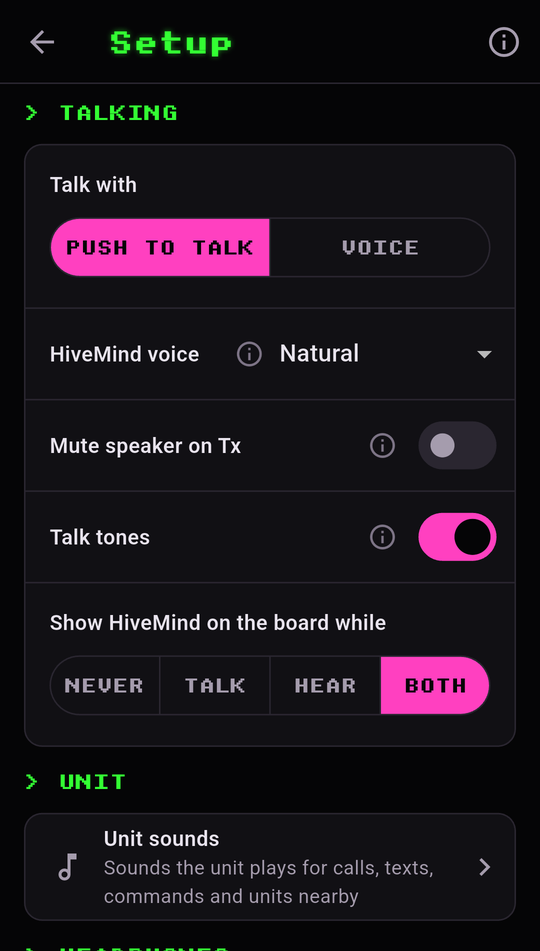 Setup
> TALKING
Talk with
PUSH TO TALK
VOICE
HiveMind voice
Natural
Mute speaker on Tx
Talk tones
Show HiveMind on the board while
NEVER
TALK
HEAR
BOTH
> UNIT
Unit sounds
Sounds the unit plays for calls, texts,
commands and units nearby